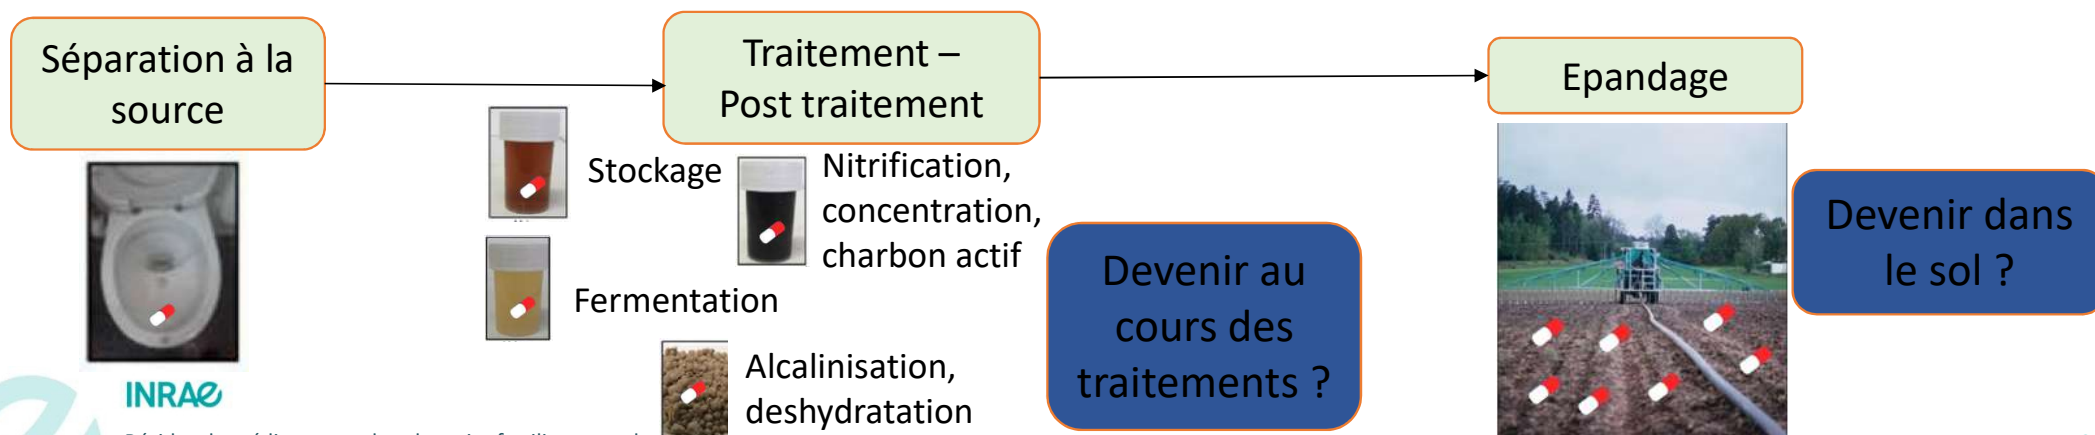 Séparation à la
source
Traitement –
Post traitement
Epandage
Stockage
Nitrification,
concentration,
charbon actif
Fermentation
Alcalinisation,
deshydratation
Devenir au
cours des
traitements ?
Devenir dans
le sol ?
INRAE